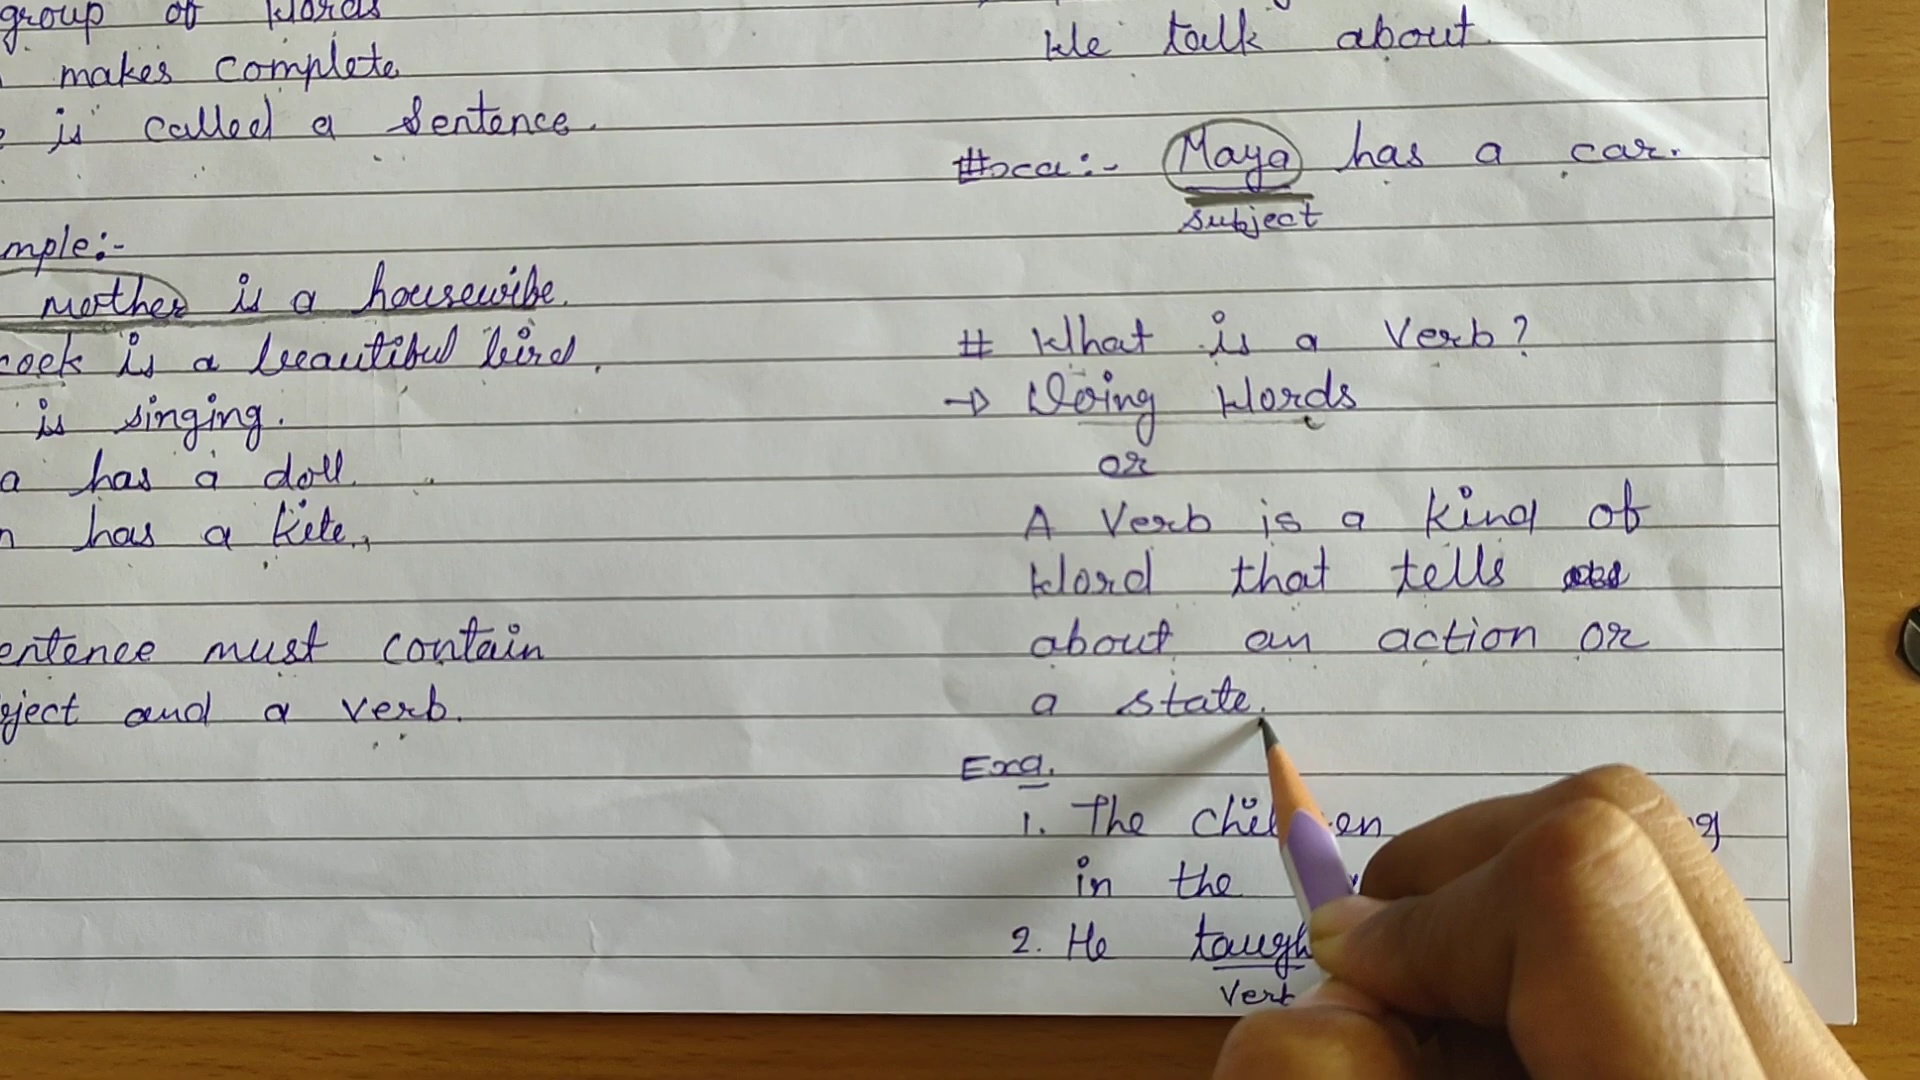 group of words
makes complete
is called a sentence.
mple:-
mother is a housewife.
cock is a beautiful bird.
is singing.
a has a doll.
n has a kite.
entence must contain
ject and a verb.
We talk about.
#exa:- Maya has a car.
subject
# What is a Verb?
→ Doing Words
or
A Verb is a kind of
Word that tells
about an action or
a state.
Exa.
1. The
in the
2. He taugh
Verb